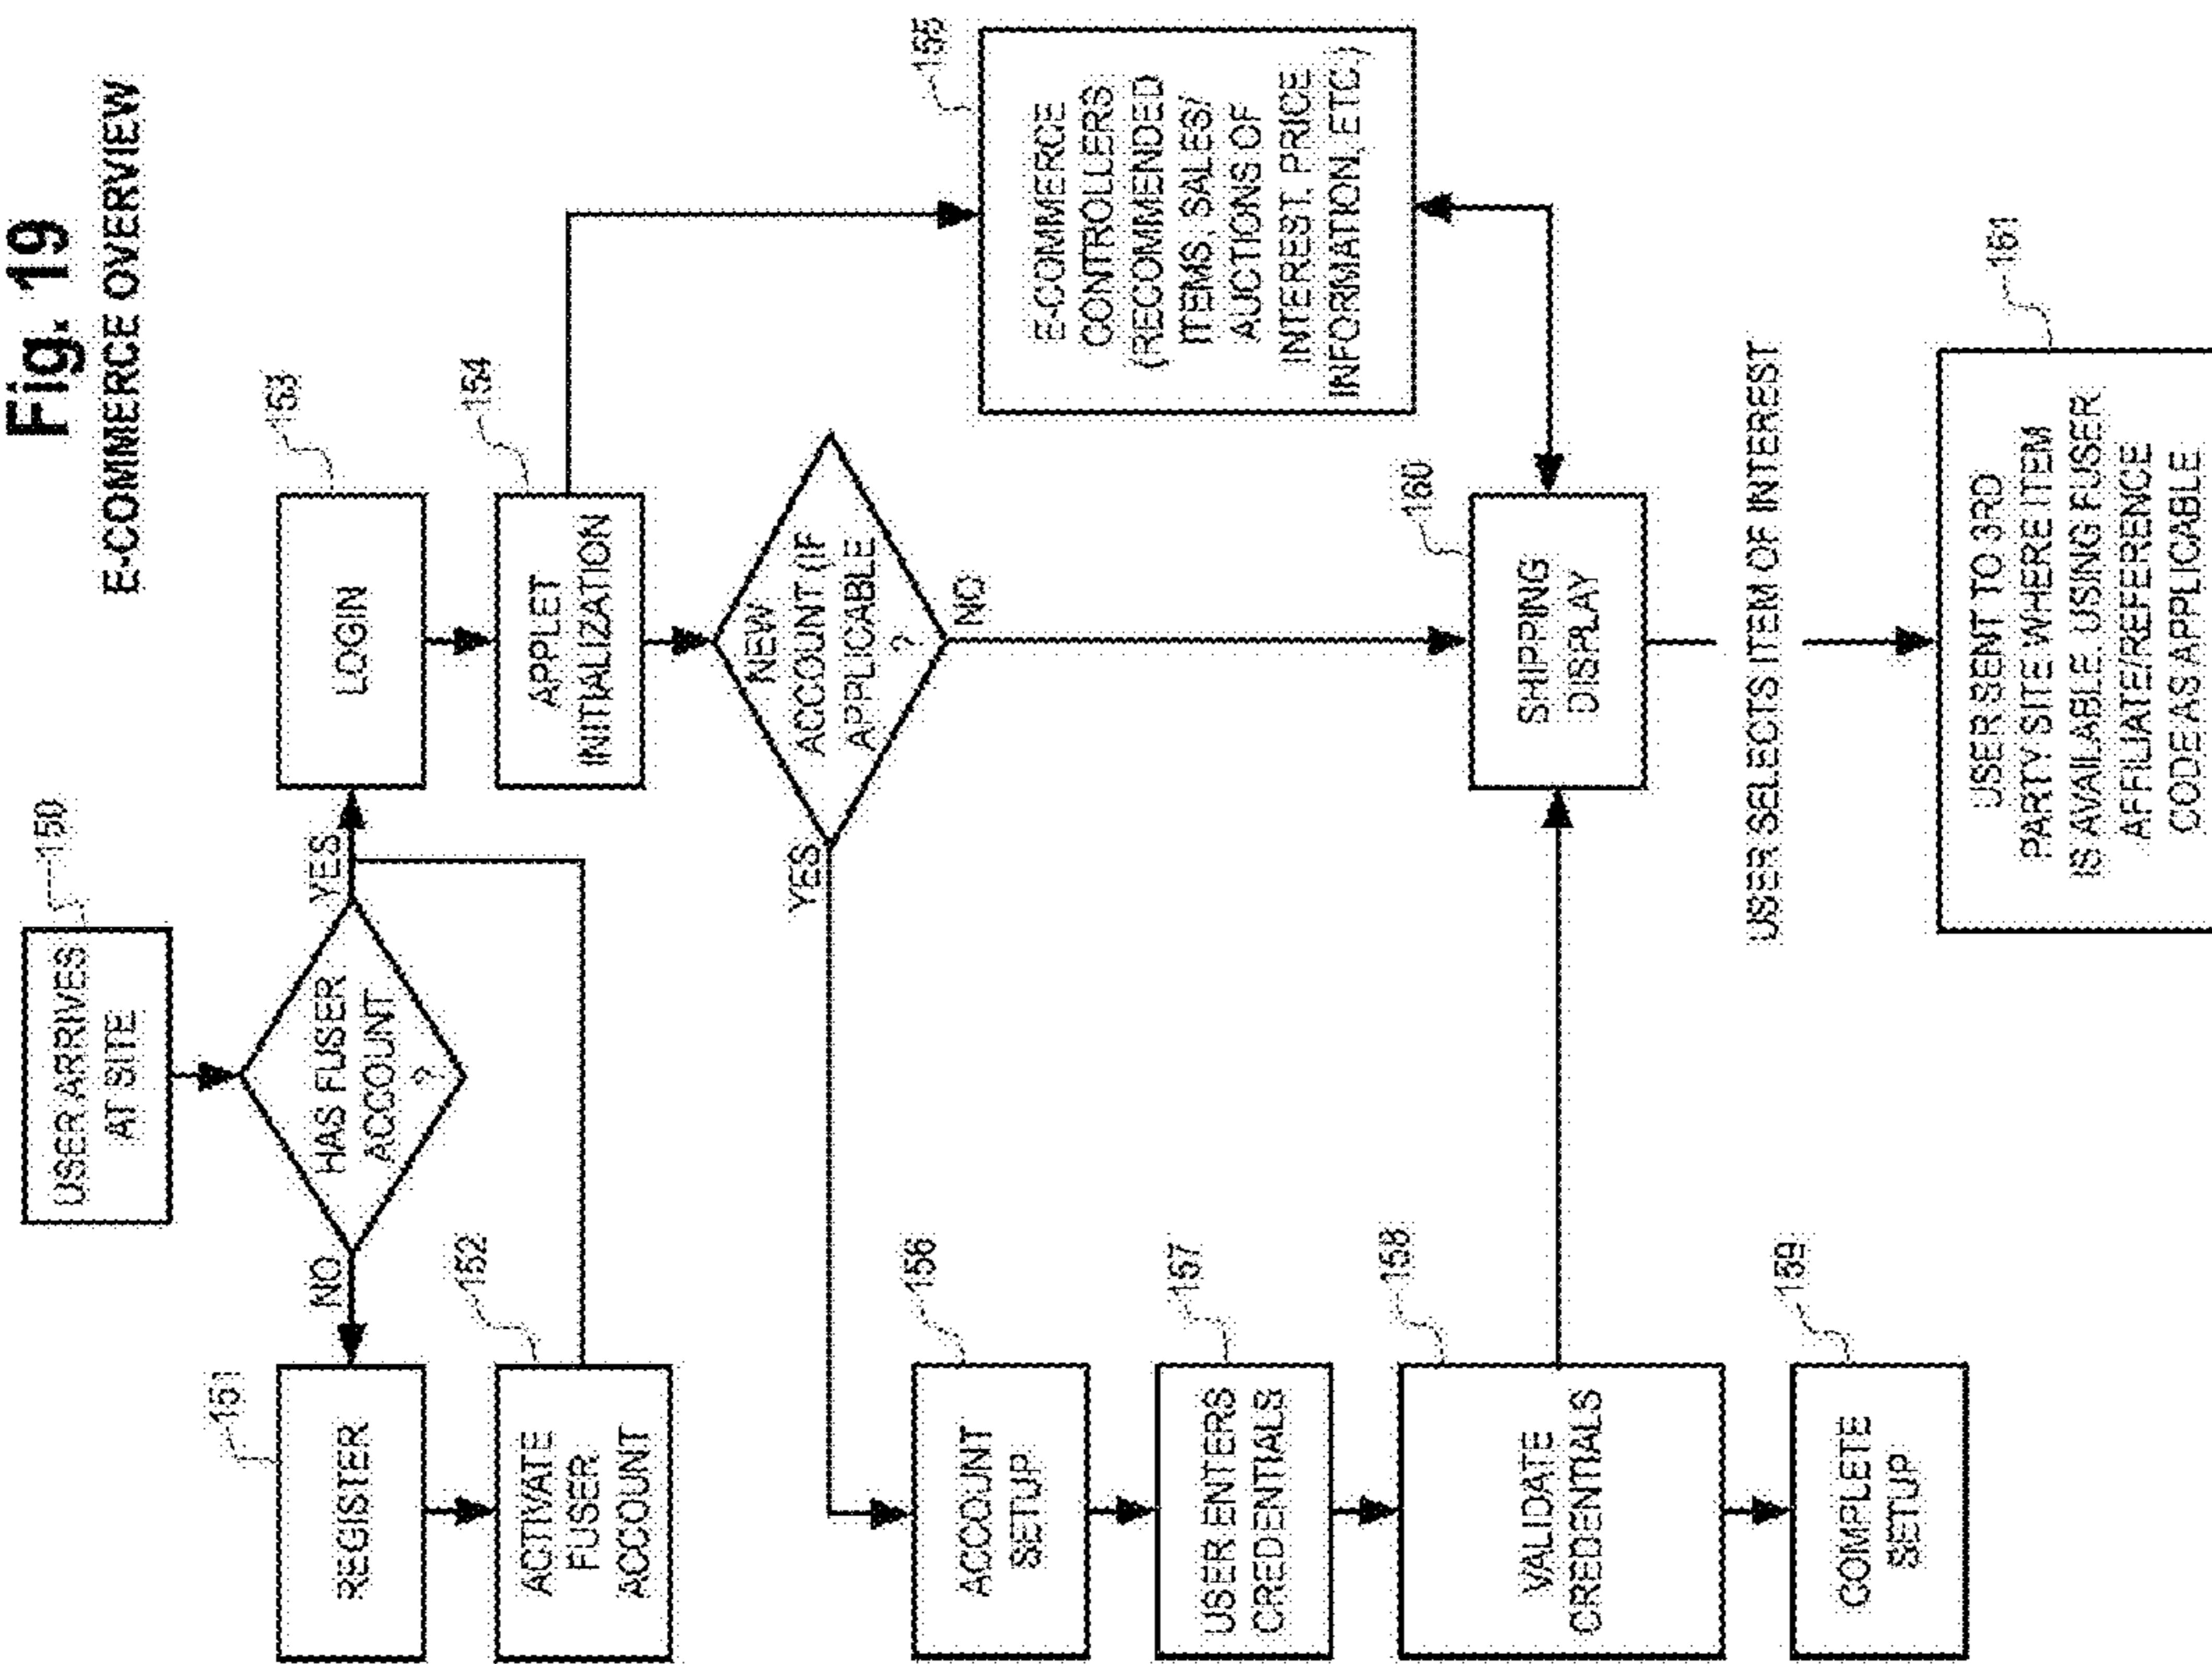 Fig. 19
E-COMMERCE OVERVIEW
150
USER ARRIVES
AT SITE
HAS FUSER
ACCOUNT
?
NO
YES
151
REGISTER
152
ACTIVATE
FUSER
ACCOUNT
153
LOGIN
154
APPLET
INITIALIZATION
NEW
ACCOUNT (IF
APPLICABLE
?
YES
NO
155
E-COMMERCE
CONTROLLERS
(RECOMMENDED
ITEMS, SALES/
AUCTIONS OF
INTEREST, PRICE
INFORMATION, ETC.)
156
ACCOUNT
SETUP
157
USER ENTERS
CREDENTIALS
158
VALIDATE
CREDENTIALS
159
COMPLETE
SETUP
160
SHIPPING
DISPLAY
USER SELECTS ITEM OF INTEREST
161
USER SENT TO 3RD
PARTY SITE WHERE ITEM
IS AVAILABLE, USING FUSER
AFFILIATE/REFERENCE
CODE AS APPLICABLE